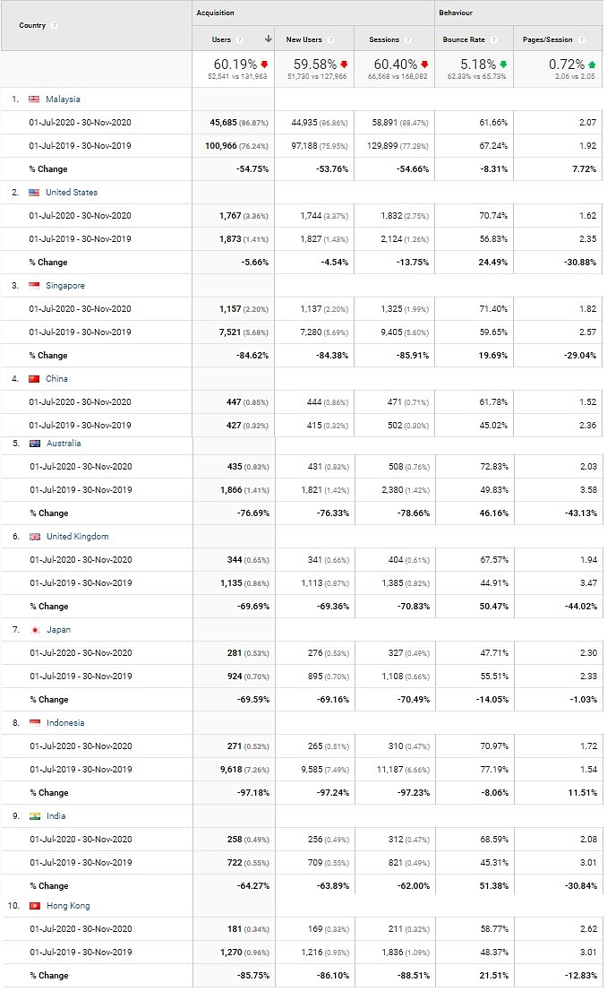 Acquisition Behaviour
Country ?
Users ? New Users ? Sessions ? Bounce Rate ? Pages/Session ?
60.19% 59.58% 60.40% 5.18% 0.72%
52,541 vs 131,963 51,730 vs 127,966 66,568 vs 168,082 62.33% vs 65.73% 2.06 vs 2.05
1. Malaysia
01-Jul-2020 - 30-Nov-2020 45,685 (86.87%) 44,935 (86.86%) 58,891 (88.47%) 61.66% 2.07
01-Jul-2019 - 30-Nov-2019 100,966 (76.24%) 97,188 (75.95%) 129,899 (77.28%) 67.24% 1.92
% Change -54.75% -53.76% -54.66% -8.31% 7.72%
2. United States
01-Jul-2020 - 30-Nov-2020 1,767 (3.36%) 1,744 (3.37%) 1,832 (2.75%) 70.74% 1.62
01-Jul-2019 - 30-Nov-2019 1,873 (1.41%) 1,827 (1.43%) 2,124 (1.26%) 56.83% 2.35
% Change -5.66% -4.54% -13.75% 24.49% -30.88%
3. Singapore
01-Jul-2020 - 30-Nov-2020 1,157 (2.20%) 1,137 (2.20%) 1,325 (1.99%) 71.40% 1.82
01-Jul-2019 - 30-Nov-2019 7,521 (5.68%) 7,280 (5.69%) 9,405 (5.60%) 59.65% 2.57
% Change -84.62% -84.38% -85.91% 19.69% -29.04%
4. China
01-Jul-2020 - 30-Nov-2020 447 (0.85%) 444 (0.86%) 471 (0.71%) 61.78% 1.52
01-Jul-2019 - 30-Nov-2019 427 (0.32%) 415 (0.32%) 502 (0.30%) 45.02% 2.36
5. Australia
01-Jul-2020 - 30-Nov-2020 435 (0.83%) 431 (0.83%) 508 (0.76%) 72.83% 2.03
01-Jul-2019 - 30-Nov-2019 1,866 (1.41%) 1,821 (1.42%) 2,380 (1.42%) 49.83% 3.58
% Change -76.69% -76.33% -78.66% 46.16% -43.13%
6. United Kingdom
01-Jul-2020 - 30-Nov-2020 344 (0.65%) 341 (0.66%) 404 (0.61%) 67.57% 1.94
01-Jul-2019 - 30-Nov-2019 1,135 (0.86%) 1,113 (0.87%) 1,385 (0.82%) 44.91% 3.47
% Change -69.69% -69.36% -70.83% 50.47% -44.02%
7. Japan
01-Jul-2020 - 30-Nov-2020 281 (0.53%) 276 (0.53%) 327 (0.49%) 47.71% 2.30
01-Jul-2019 - 30-Nov-2019 924 (0.70%) 895 (0.70%) 1,108 (0.66%) 55.51% 2.33
% Change -69.59% -69.16% -70.49% -14.05% -1.03%
8. Indonesia
01-Jul-2020 - 30-Nov-2020 271 (0.52%) 265 (0.51%) 310 (0.47%) 70.97% 1.72
01-Jul-2019 - 30-Nov-2019 9,618 (7.26%) 9,585 (7.49%) 11,187 (6.66%) 77.19% 1.54
% Change -97.18% -97.24% -97.23% -8.06% 11.51%
9. India
01-Jul-2020 - 30-Nov-2020 258 (0.49%) 256 (0.49%) 312 (0.47%) 68.59% 2.08
01-Jul-2019 - 30-Nov-2019 722 (0.55%) 709 (0.55%) 821 (0.49%) 45.31% 3.01
% Change -64.27% -63.89% -62.00% 51.38% -30.84%
10. Hong Kong
01-Jul-2020 - 30-Nov-2020 181 (0.34%) 169 (0.33%) 211 (0.32%) 58.77% 2.62
01-Jul-2019 - 30-Nov-2019 1,270 (0.96%) 1,216 (0.95%) 1,836 (1.09%) 48.37% 3.01
% Change -85.75% -86.10% -88.51% 21.51% -12.83%